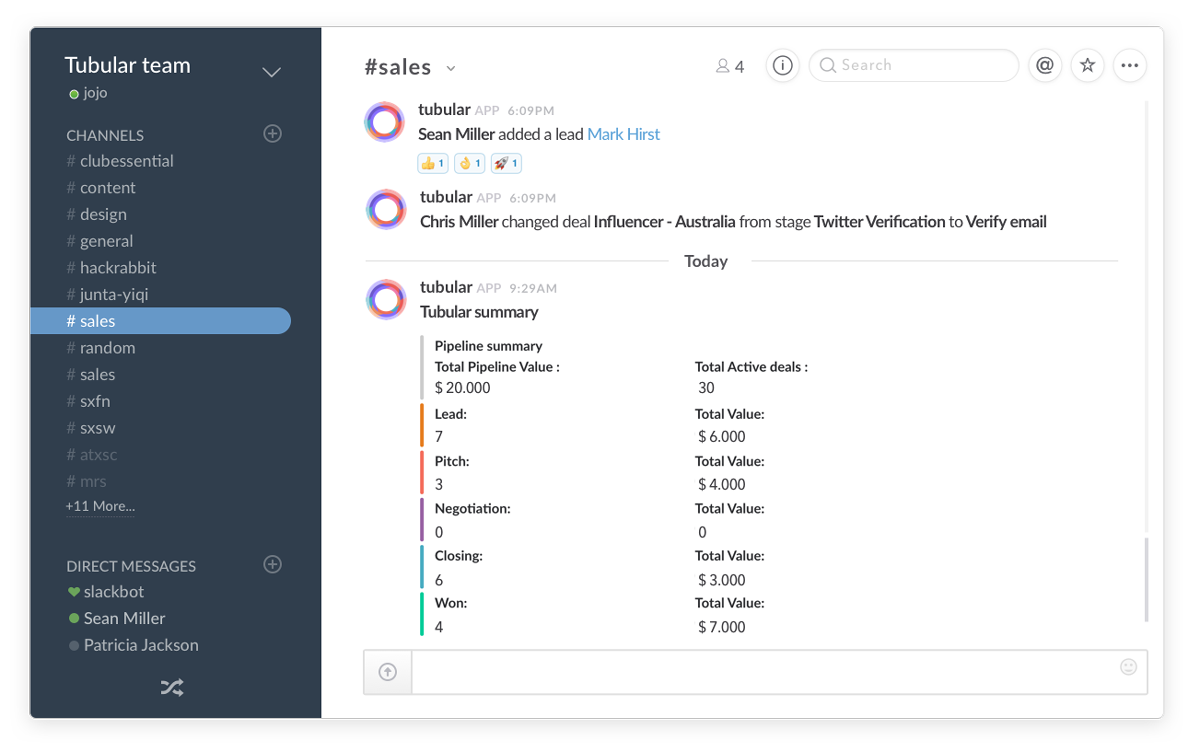 Tubular team
jojo
CHANNELS
# clubessential
# content
# design
# general
# hackrabbit
# junta-yiqi
# sales
# random
# sales
# sxfn
# sxsw
# atxsc
# mrs
+11 More...
DIRECT MESSAGES
slackbot
Sean Miller
Patricia Jackson
#sales
4
Search
@
tubular APP 6:09PM
Sean Miller added a lead Mark Hirst
👍 1 👌 1 🚀 1
tubular APP 6:09PM
Chris Miller changed deal Influencer - Australia from stage Twitter Verification to Verify email
Today
tubular APP 9:29AM
Tubular summary
Pipeline summary
Total Pipeline Value : Total Active deals :
$ 20.000 30
Lead: Total Value:
7 $ 6.000
Pitch: Total Value:
3 $ 4.000
Negotiation: Total Value:
0 0
Closing: Total Value:
6 $ 3.000
Won: Total Value:
4 $ 7.000